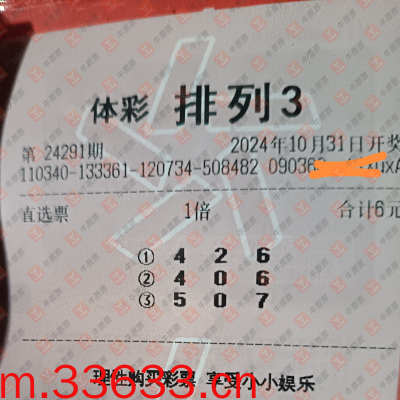 体彩 排列3
第 24291期 2024年10月31日开奖
110340-133361-120734-508482 09036
直选票 1倍 合计6元
① 4 2 6
② 4 0 6
③ 5 0 7
理性购买彩票 享受小小娱乐
m.33633.cn